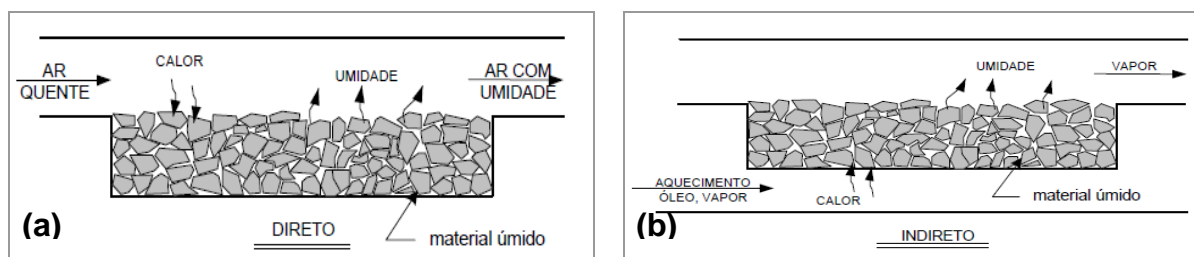 AR
QUENTE
CALOR
UMIDADE
AR COM
UMIDADE
(a)
DIRETO
material úmido
UMIDADE
VAPOR
AQUECIMENTO
ÓLEO, VAPOR
CALOR
material úmido
(b)
INDIRETO